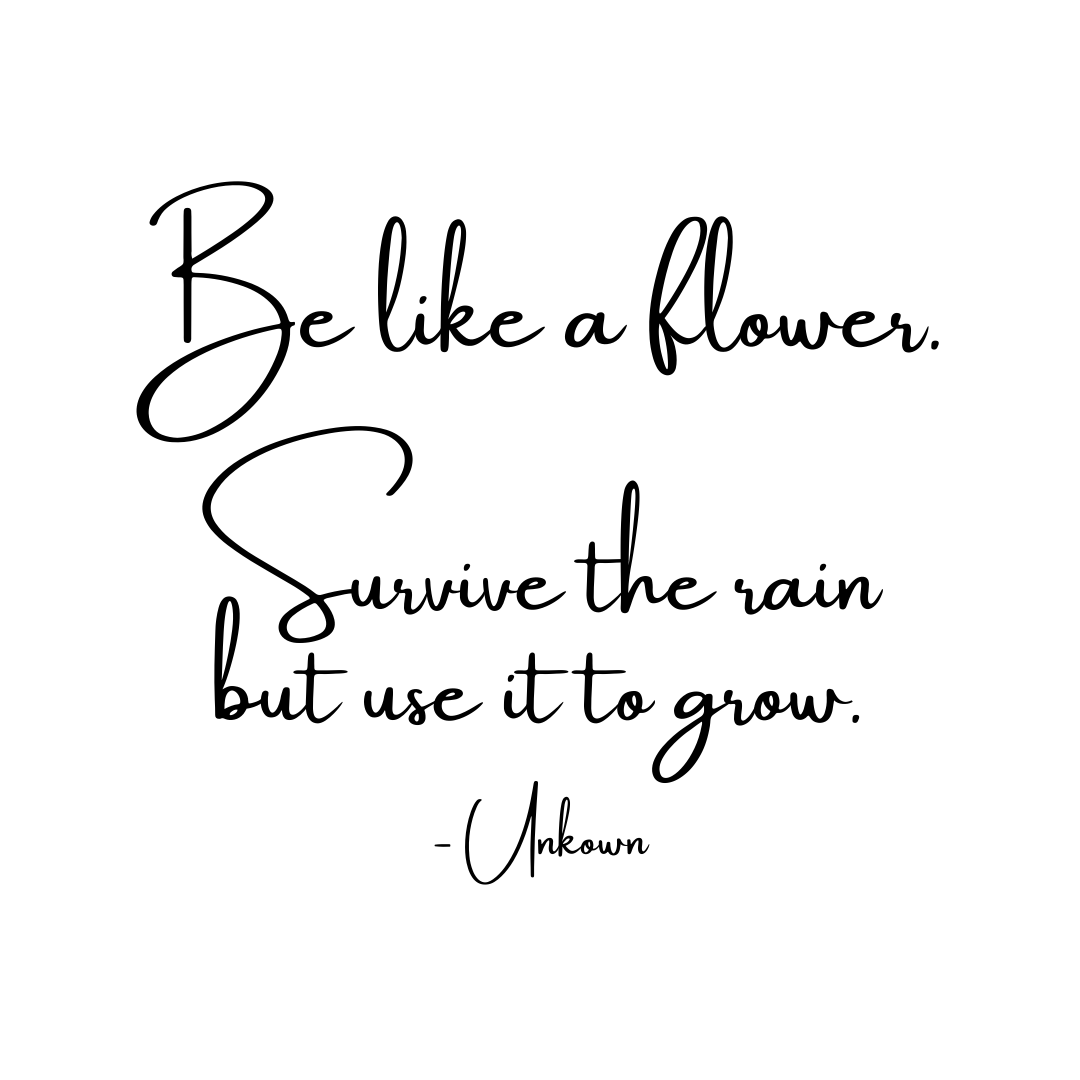 Be like a flower.
Survive the rain
but use it to grow.
- Unkown